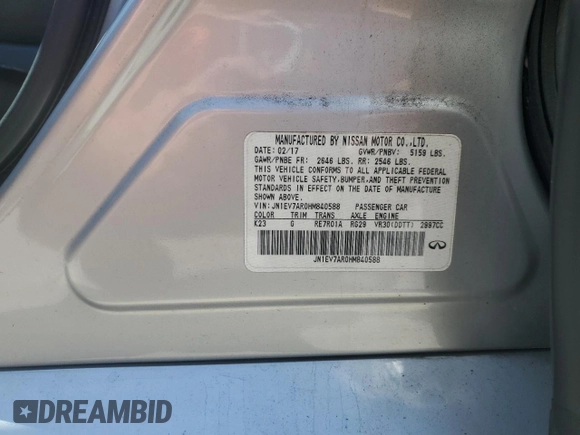 MANUFACTURED BY NISSAN MOTOR CO.,LTD.
DATE: 02/17 GVWR/PNBV: 5159 LBS.
GAWR/PNBE FR: 2646 LBS. RR: 2546 LBS.
THIS VEHICLE CONFORMS TO ALL APPLICABLE FEDERAL
MOTOR VEHICLE SAFETY,BUMPER,AND THEFT PREVENTION
STANDARDS IN EFFECT ON THE DATE OF MANUFACTURE
SHOWN ABOVE.
VIN: JN1EV7AR0HM840588 PASSENGER CAR
COLOR TRIM TRANS AXLE ENGINE
K23 G RE7R01A RG29 VR30(DDTT) 2997CC
JN1EV7AR0HM840588
INFINITI
DREAMBID